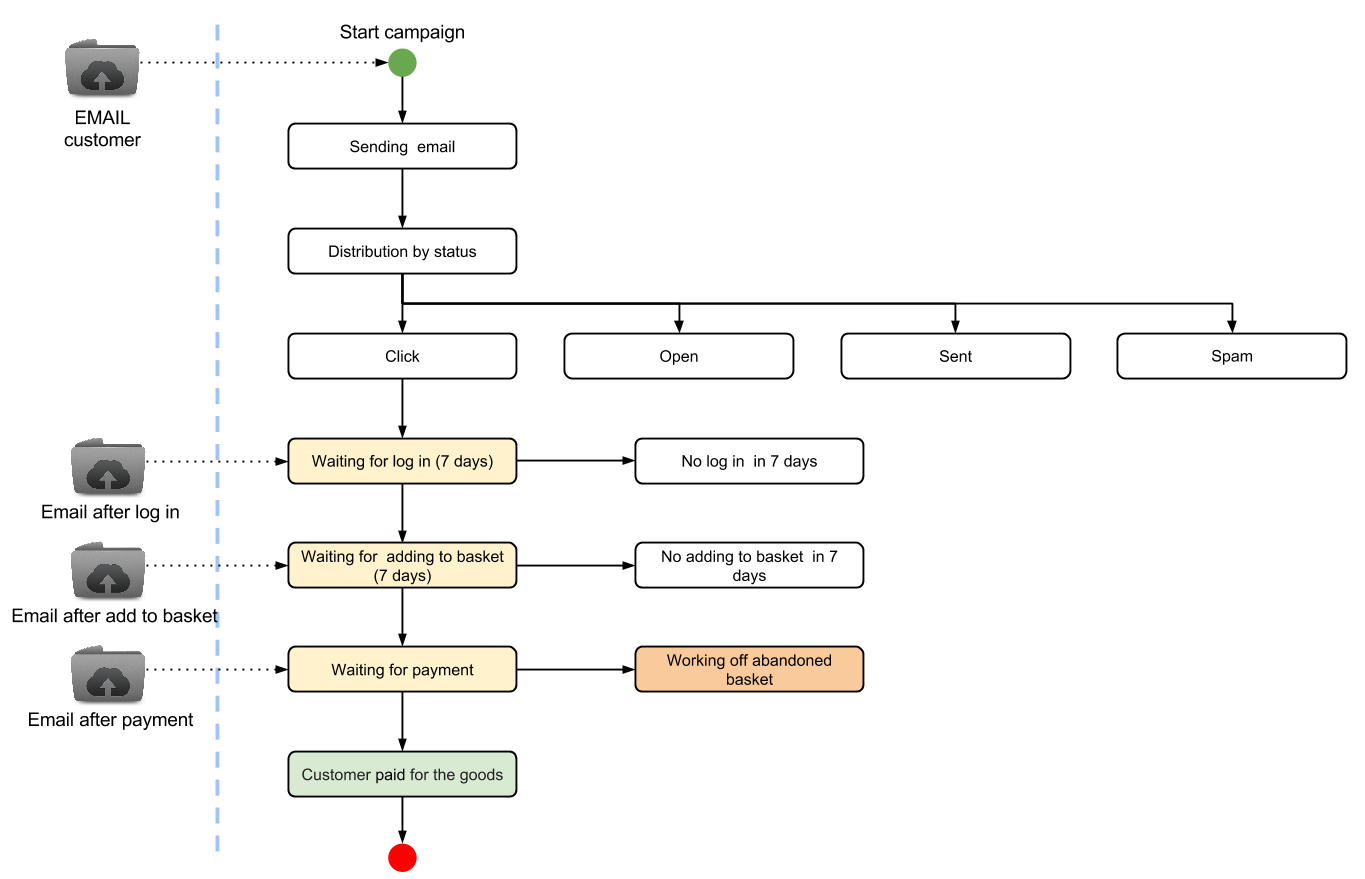 Start campaign
EMAIL
customer
Sending  email
Distribution by status
Click
Open
Sent
Spam
Waiting for log in (7 days)
No log in  in 7 days
Email after log in
Waiting for  adding to basket
(7 days)
No adding to basket  in 7
days
Email after add to basket
Waiting for payment
Working off abandoned
basket
Email after payment
Customer paid for the goods